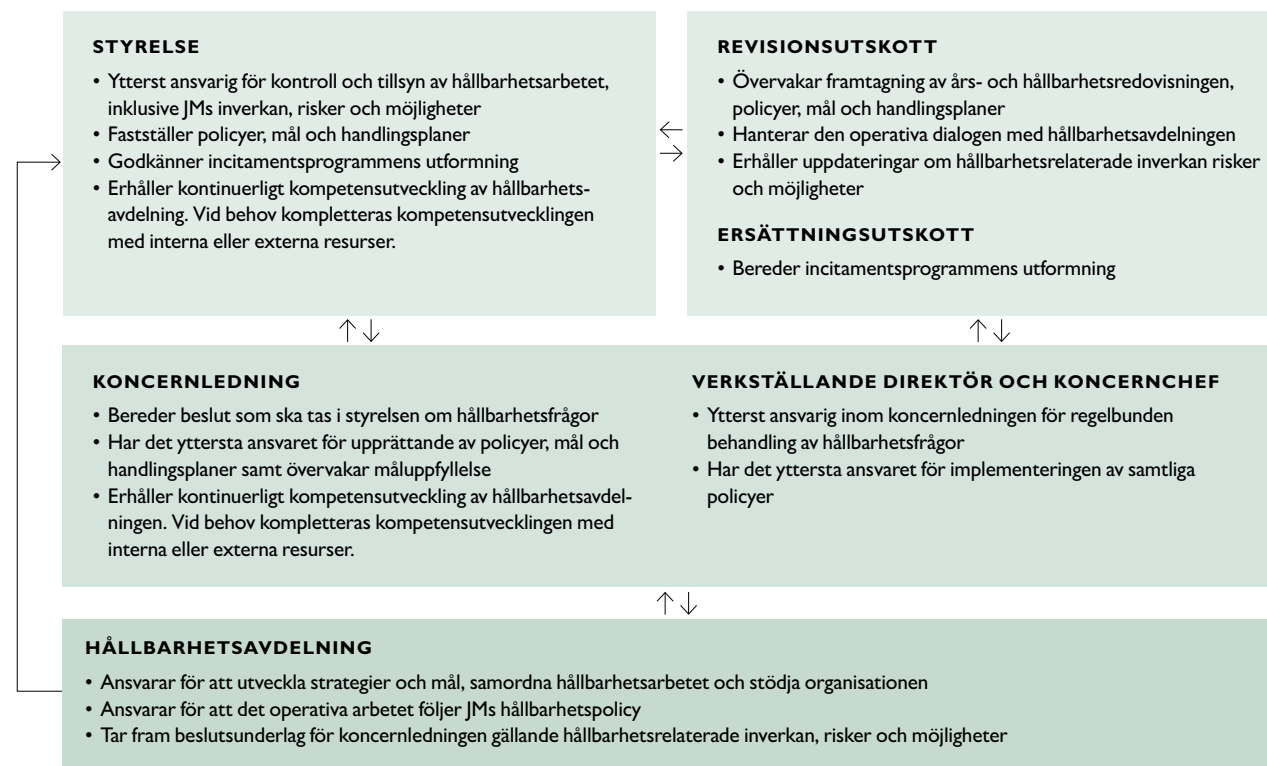 STYRELSE
• Ytterst ansvarig för kontroll och tillsyn av hållbarhetsarbetet,
inklusive JMs inverkan, risker och möjligheter
• Fastställer policyer, mål och handlingsplaner
• Godkänner incitamentsprogrammens utformning
• Erhåller kontinuerligt kompetensutveckling av hållbarhets-
avdelning. Vid behov kompletteras kompetensutvecklingen
med interna eller externa resurser.
REVISIONSUTSKOTT
• Övervakar framtagning av års- och hållbarhetsredovisningen,
policyer, mål och handlingsplaner
• Hanterar den operativa dialogen med hållbarhetsavdelningen
• Erhåller uppdateringar om hållbarhetsrelaterade inverkan risker
och möjligheter
ERSÄTTNINGSUTSKOTT
• Bereder incitamentsprogrammens utformning
KONCERNLEDNING
• Bereder beslut som ska tas i styrelsen om hållbarhetsfrågor
• Har det yttersta ansvaret för upprättande av policyer, mål och
handlingsplaner samt övervakar måluppfyllelse
• Erhåller kontinuerligt kompetensutveckling av hållbarhetsavdel-
ningen. Vid behov kompletteras kompetensutvecklingen med
interna eller externa resurser.
VERKSTÄLLANDE DIREKTÖR OCH KONCERNCHEF
• Ytterst ansvarig inom koncernledningen för regelbunden
behandling av hållbarhetsfrågor
• Har det yttersta ansvaret för implementeringen av samtliga
policyer
HÅLLBARHETSAVDELNING
• Ansvarar för att utveckla strategier och mål, samordna hållbarhetsarbetet och stödja organisationen
• Ansvarar för att det operativa arbetet följer JMs hållbarhetspolicy
• Tar fram beslutsunderlag för koncernledningen gällande hållbarhetsrelaterade inverkan, risker och möjligheter